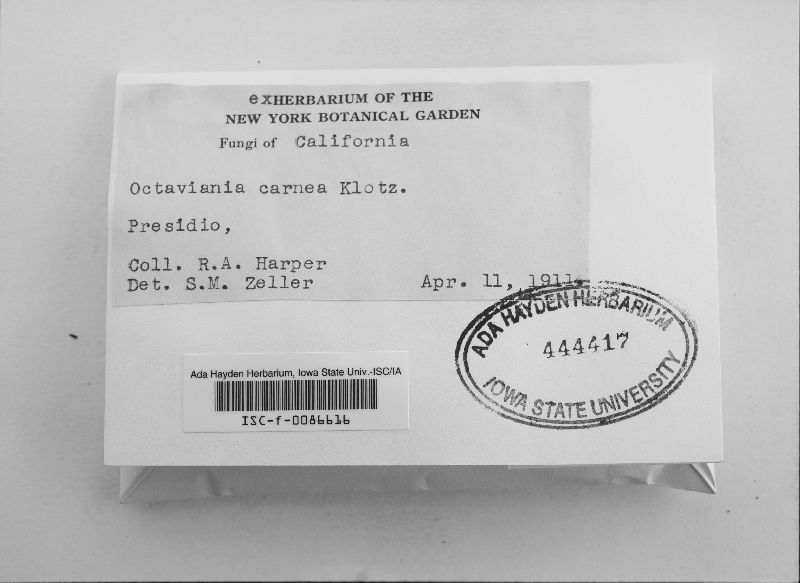 exHERBARIUM OF THE
NEW YORK BOTANICAL GARDEN
Fungi of California
Octaviania carnea Klotz.
Presidio,
Coll. R.A. Harper
Det. S.M. Zeller
Apr. 11, 1911.
ADA HAYDEN HERBARIUM
444417
IOWA STATE UNIVERSITY
Ada Hayden Herbarium, Iowa State Univ.-ISC/IA
ISC-f-0086616